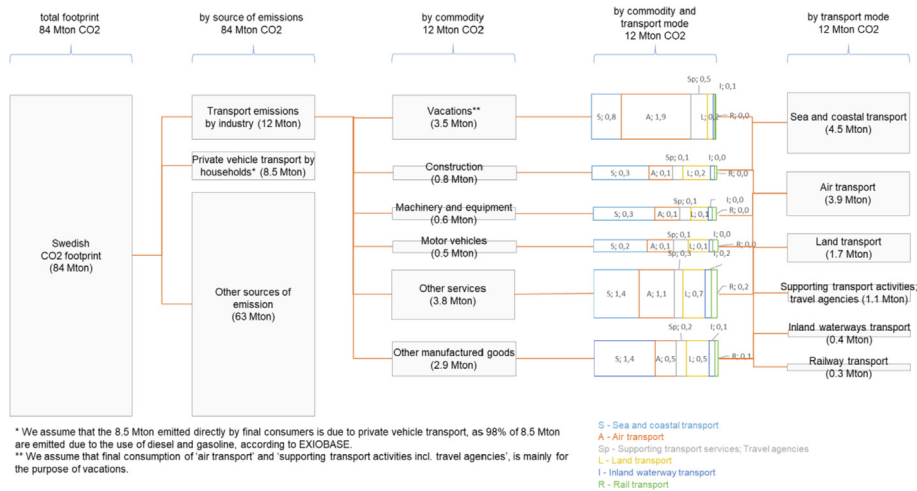 total footprint
84 Mton CO2
by source of emissions
84 Mton CO2
by commodity
12 Mton CO2
by commodity and
transport mode
12 Mton CO2
by transport mode
12 Mton CO2
Swedish
CO2 footprint
(84 Mton)
Transport emissions
by industry (12 Mton)
Private vehicle transport by
households* (8.5 Mton)
Other sources of
emission
(63 Mton)
Vacations**
(3.5 Mton)
Construction
(0.8 Mton)
Machinery and equipment
(0.6 Mton)
Motor vehicles
(0.5 Mton)
Other services
(3.8 Mton)
Other manufactured goods
(2.9 Mton)
Sp; 0,5
I; 0,1
S; 0,8
A; 1,9
L; 0,2
R; 0,0
Sp; 0,1
I; 0,0
S; 0,3
A; 0,1
L; 0,2
R; 0,0
Sp; 0,1
I; 0,0
S; 0,3
A; 0,1
L; 0,1
R; 0,0
Sp; 0,1
I; 0,0
S; 0,2
A; 0,1
L; 0,1
R; 0,0
Sp; 0,3
I; 0,2
S; 1,4
A; 1,1
L; 0,7
R; 0,2
Sp; 0,2
I; 0,1
S; 1,4
A; 0,5
L; 0,5
R; 0,1
Sea and coastal transport
(4.5 Mton)
Air transport
(3.9 Mton)
Land transport
(1.7 Mton)
Supporting transport activities;
travel agencies (1.1 Mton)
Inland waterways transport
(0.4 Mton)
Railway transport
(0.3 Mton)
* We assume that the 8.5 Mton emitted directly by final consumers is due to private vehicle transport, as 98% of 8.5 Mton
are emitted due to the use of diesel and gasoline, according to EXIOBASE.
** We assume that final consumption of 'air transport' and 'supporting transport activities incl. travel agencies', is mainly for
the purpose of vacations.
S - Sea and coastal transport
A - Air transport
Sp - Supporting transport services; Travel agencies
L - Land transport
I - Inland waterway transport
R - Rail transport